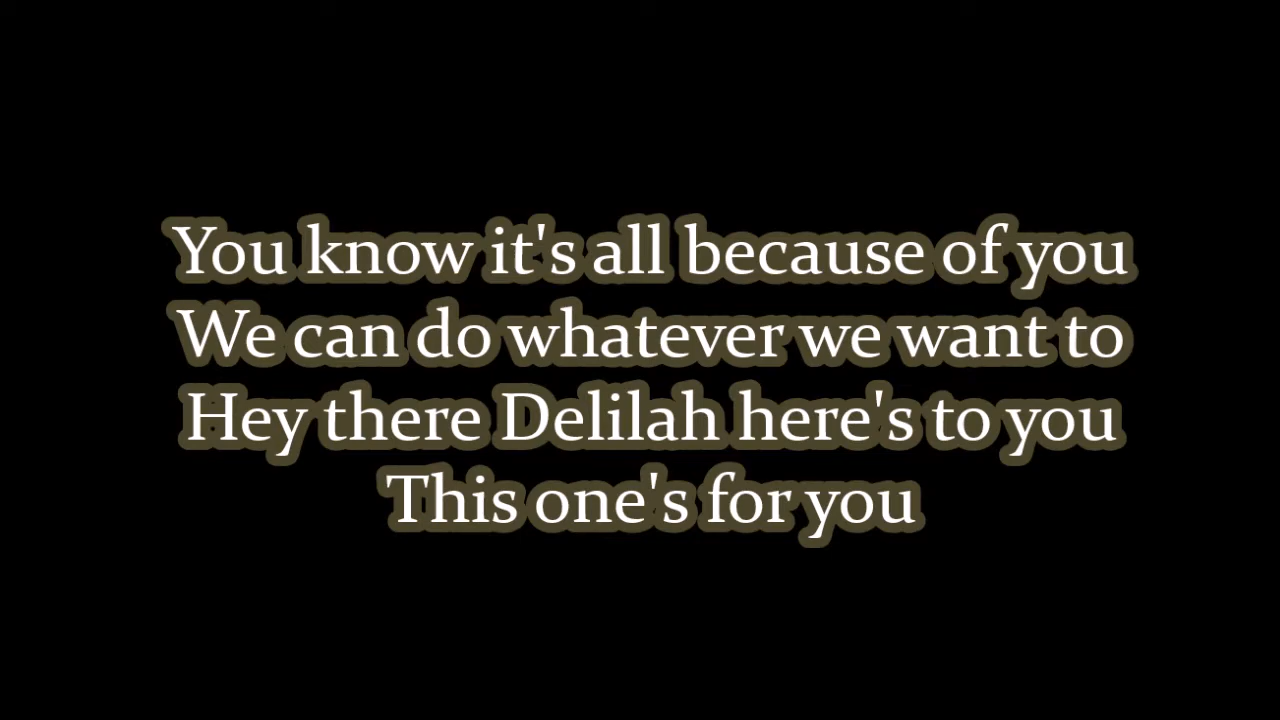 You know it's all because of you
We can do whatever we want to
Hey there Delilah here's to you
This one's for you